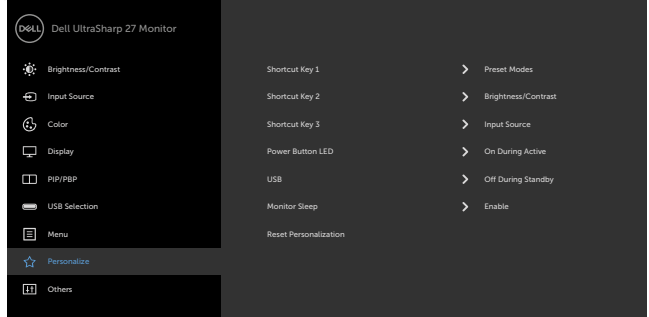 DELL Dell UltraSharp 27 Monitor
Brightness/Contrast Shortcut Key 1 Preset Modes
Input Source Shortcut Key 2 Brightness/Contrast
Color Shortcut Key 3 Input Source
Display Power Button LED On During Active
PIP/PBP USB Off During Standby
USB Selection Monitor Sleep Enable
Menu Reset Personalization
Personalize
Others